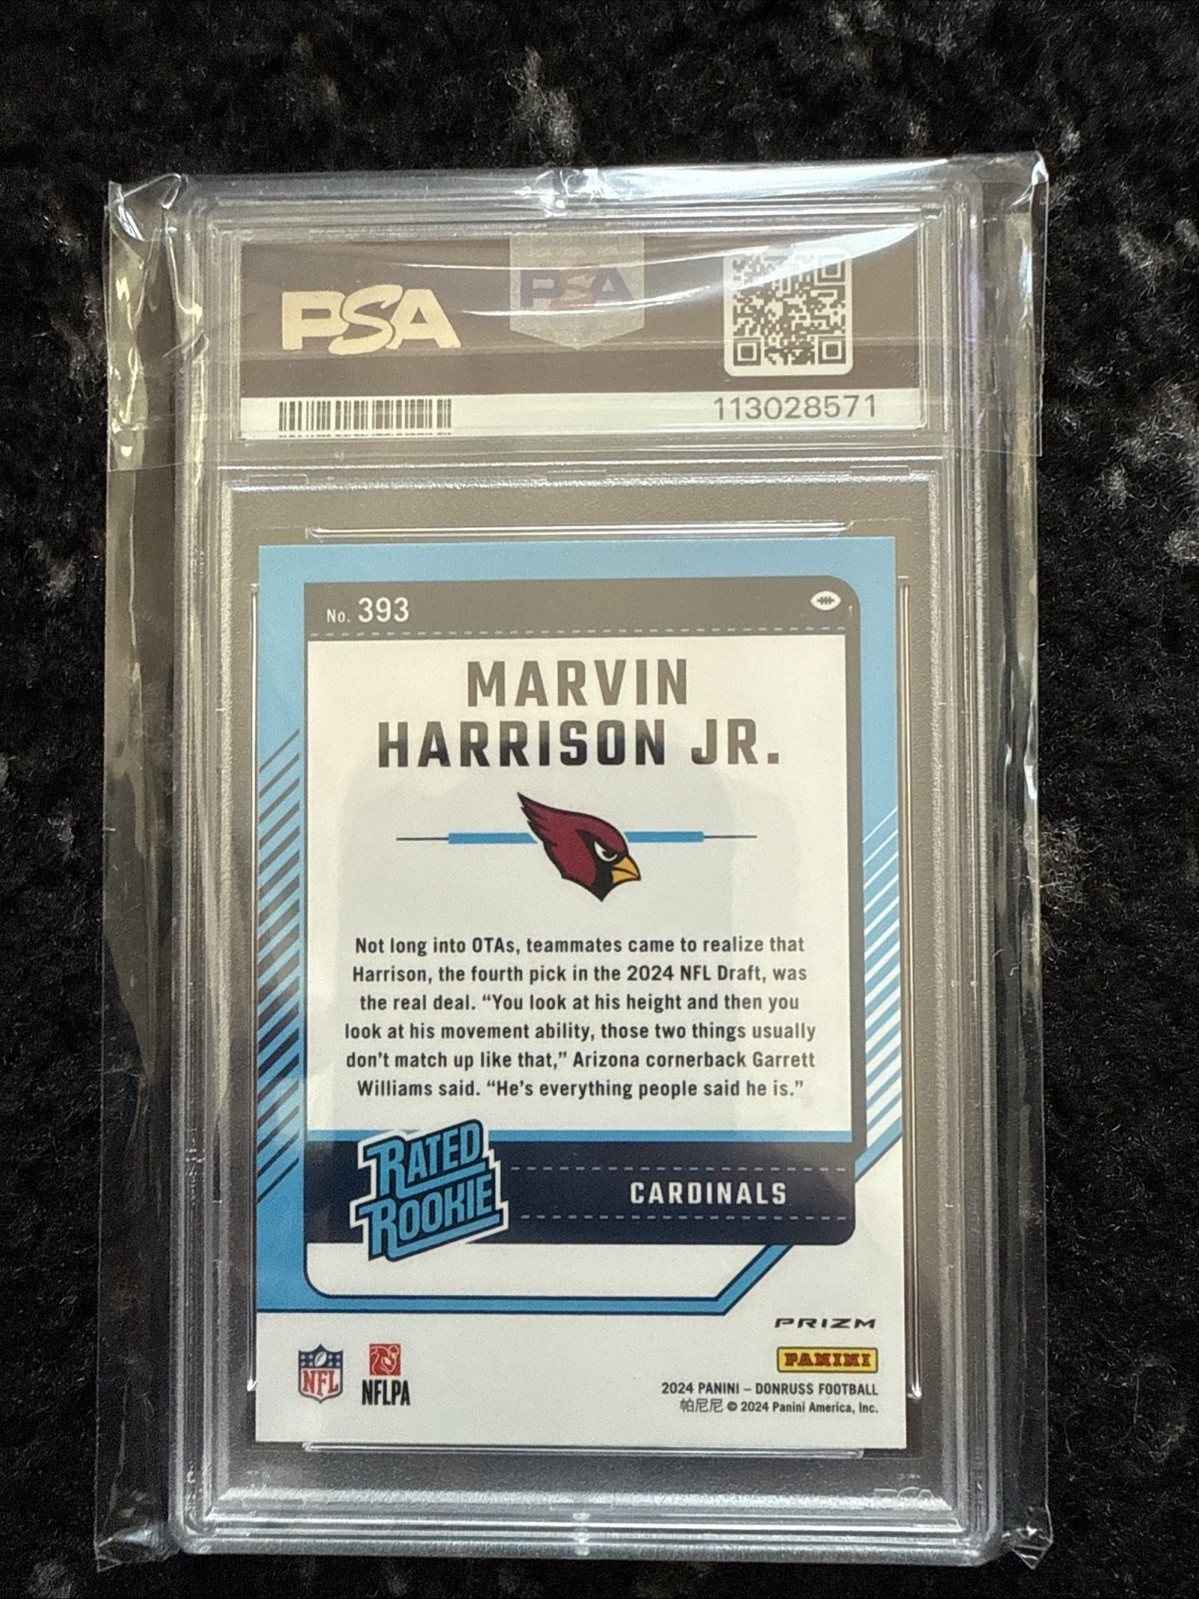 PSA
PSA
113028571
No. 393
MARVIN
HARRISON JR.
Not long into OTAs, teammates came to realize that
Harrison, the fourth pick in the 2024 NFL Draft, was
the real deal. “You look at his height and then you
look at his movement ability, those two things usually
don’t match up like that,” Arizona cornerback Garrett
Williams said. “He’s everything people said he is.”
RATED
ROOKIE
CARDINALS
PRIZM
PANINI
NFL
NFLPA
2024 PANINI – DONRUSS FOOTBALL
帕尼尼 © 2024 Panini America, Inc.
PSA